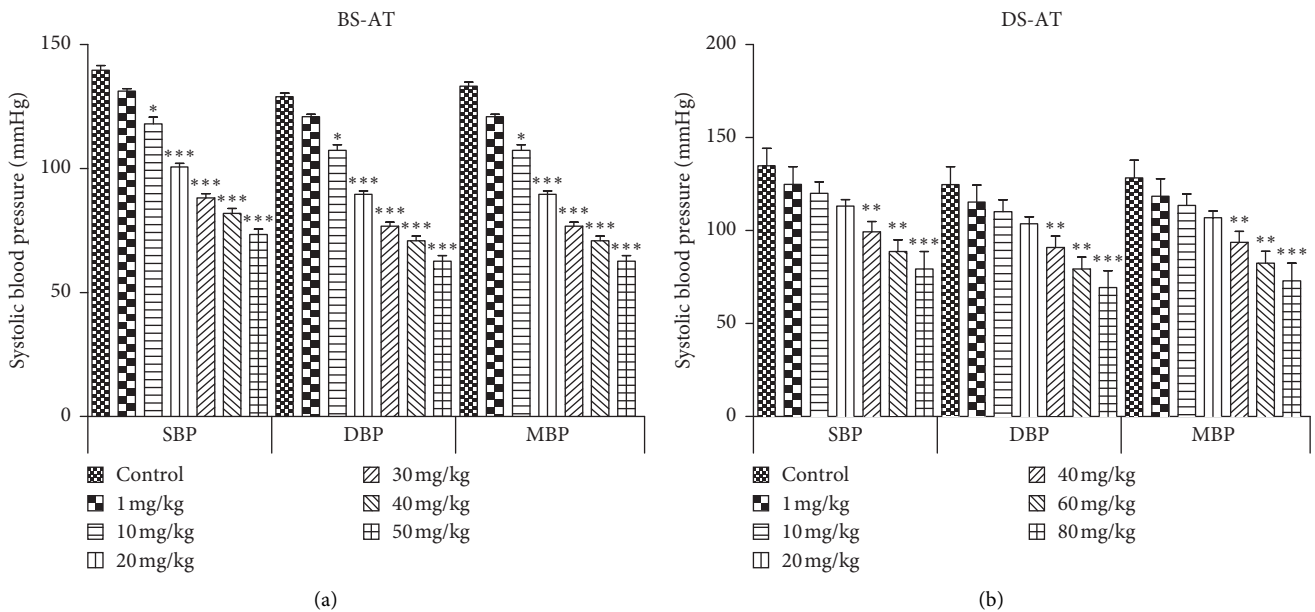 BS-AT
150
100
50
0
Systolic blood pressure (mmHg)
*
***
***
***
***
*
***
***
***
***
*
***
***
***
***
SBP
DBP
MBP
Control
1 mg/kg
10 mg/kg
20 mg/kg
30 mg/kg
40 mg/kg
50 mg/kg
(a)
DS-AT
200
150
100
50
0
Systolic blood pressure (mmHg)
**
**
***
**
**
***
**
**
***
SBP
DBP
MBP
Control
1 mg/kg
10 mg/kg
20 mg/kg
40 mg/kg
60 mg/kg
80 mg/kg
(b)